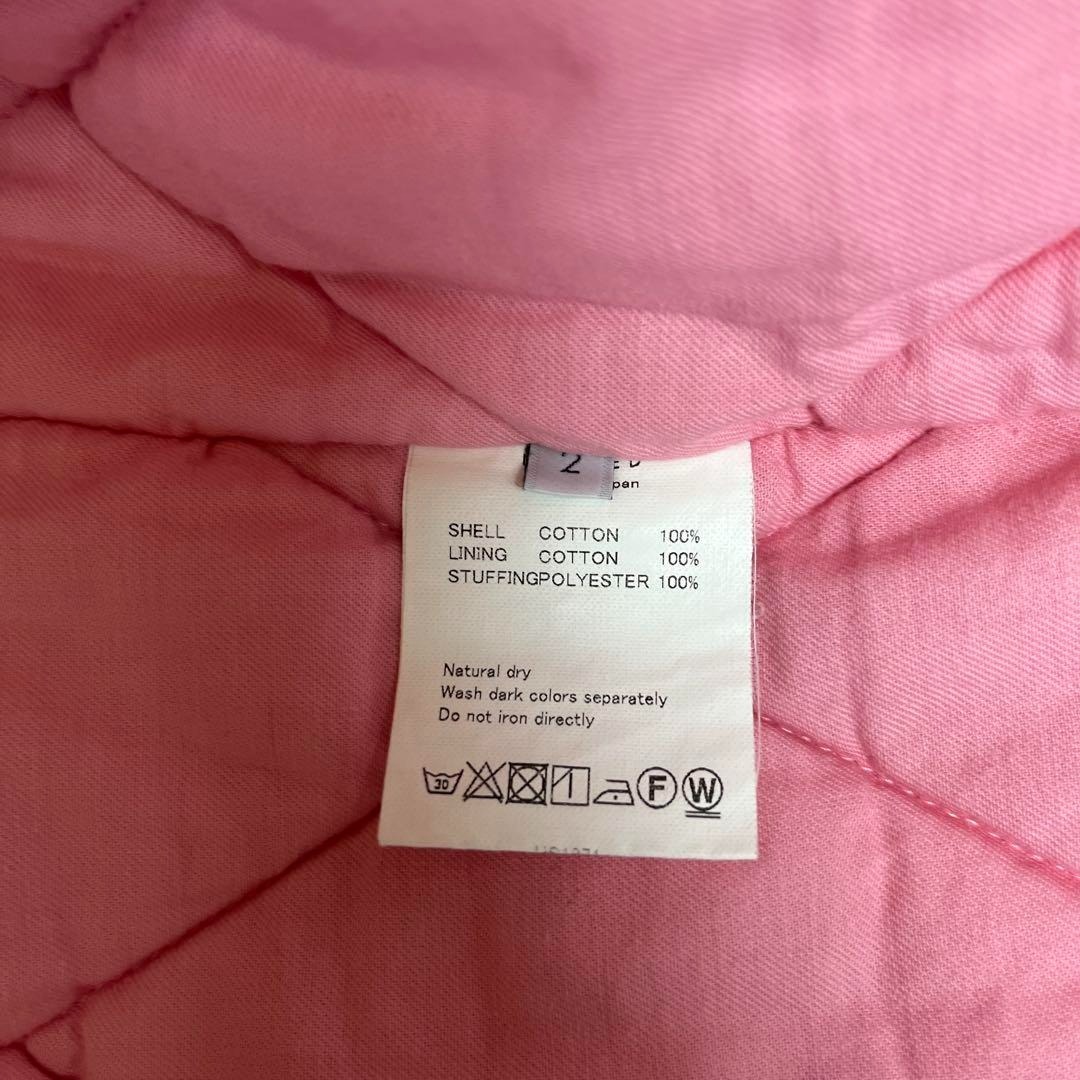 2
SHELL COTTON 100%
LINING COTTON 100%
STUFFINGPOLYESTER 100%
Natural dry
Wash dark colors separately
Do not iron directly
30 F W